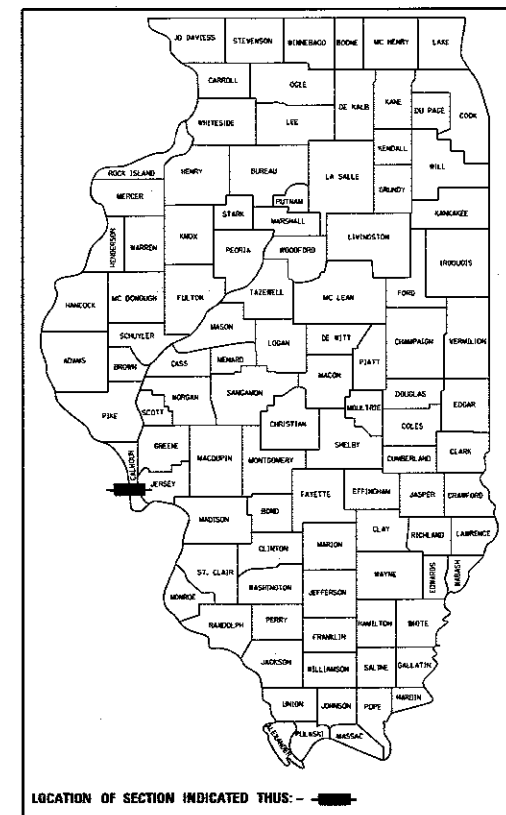 JO DAVIESS STEVENSON WINNEBAGO BOONE MC HENRY LAKE
CARROLL OGLE
DE KALB KANE DU PAGE COOK
WHITESIDE LEE
KENDALL
ROCK ISLAND HENRY BUREAU LA SALLE WILL
MERCER GRUNDY
PUTNAM
STARK KANKAKEE
HENDERSON WARREN KNOX MARSHALL
PEORIA WOODFORD LIVINGSTON
IROQUOIS
HANCOCK MC DONOUGH FULTON TAZEWELL MC LEAN FORD
MASON
SCHUYLER LOGAN DE WITT CHAMPAIGN VERMILION
ADAMS BROWN CASS MENARD PIATT
MACON
MORGAN SANGAMON DOUGLAS
PIKE SCOTT CHRISTIAN MOULTRIE EDGAR
COLES
GREENE SHELBY
CALHOUN MACOUPIN MONTGOMERY CUMBERLAND CLARK
JERSEY FAYETTE EFFINGHAM JASPER CRAWFORD
MADISON BOND
CLAY
CLINTON MARION RICHLAND LAWRENCE
ST. CLAIR WAYNE
WASHINGTON JEFFERSON EDWARDS WABASH
MONROE
RANDOLPH PERRY HAMILTON WHITE
FRANKLIN
JACKSON WILLIAMSON SALINE GALLATIN
HARDIN
UNION JOHNSON POPE
ALEXANDER PULASKI MASSAC
LOCATION OF SECTION INDICATED THUS: -